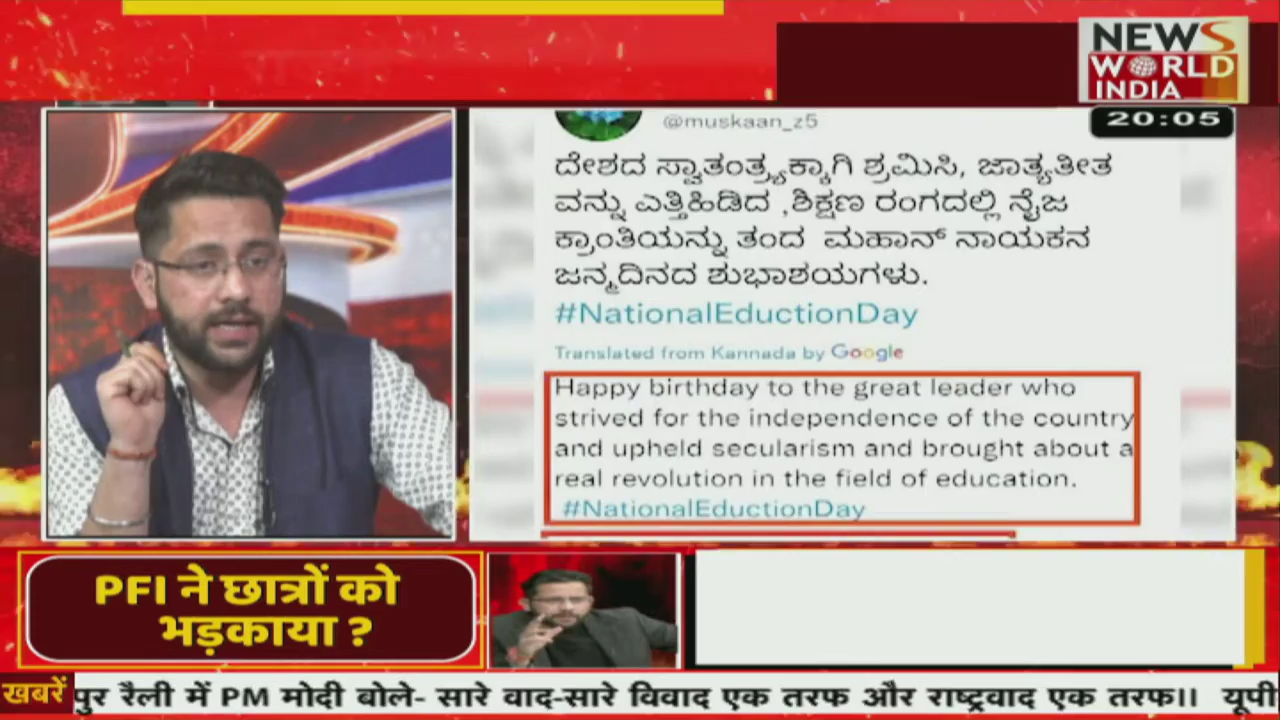 NEWS
WORLD
INDIA
20:05
@muskaan_z5
ದೇಶದ ಸ್ವಾತಂತ್ರ್ಯಕ್ಕಾಗಿ ಶ್ರಮಿಸಿ, ಜಾತ್ಯತೀತ
ವನ್ನು ಎತ್ತಿಹಿಡಿದ ,ಶಿಕ್ಷಣ ರಂಗದಲ್ಲಿ ನೈಜ
ಕ್ರಾಂತಿಯನ್ನು ತಂದ ಮಹಾನ್ ನಾಯಕನ
ಜನ್ಮದಿನದ ಶುಭಾಶಯಗಳು.
#NationalEductionDay
Translated from Kannada by Google
Happy birthday to the great leader who
strived for the independence of the country
and upheld secularism and brought about a
real revolution in the field of education.
#NationalEductionDay
PFI ने छात्रों को
भड़काया ?
खबरें पुर रैली में PM मोदी बोले- सारे वाद-सारे विवाद एक तरफ और राष्ट्रवाद एक तरफ।। यूपी